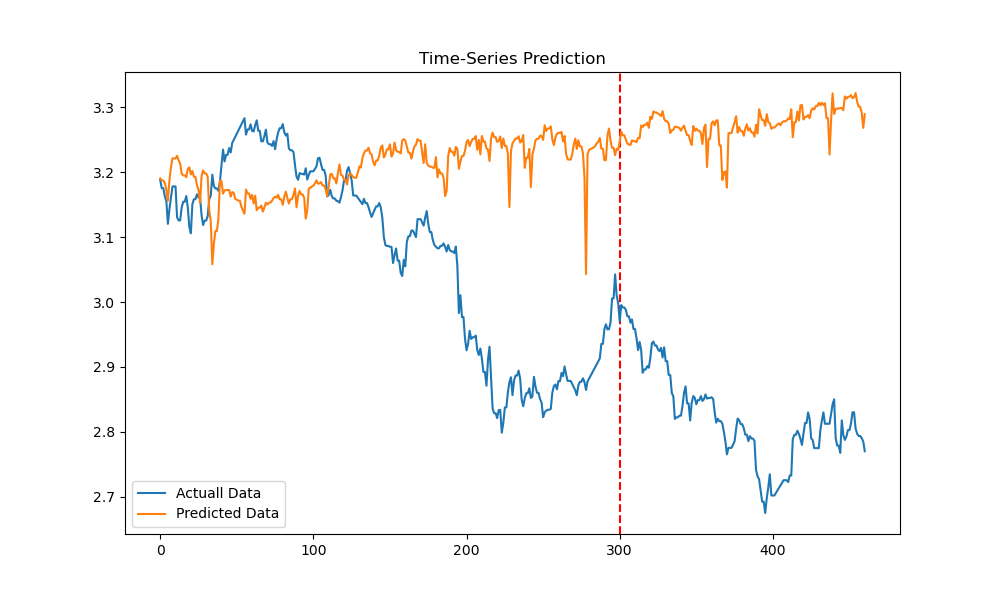 Time-Series Prediction
3.3
3.2
3.1
3.0
2.9
2.8
2.7
Actuall Data
Predicted Data
0 100 200 300 400